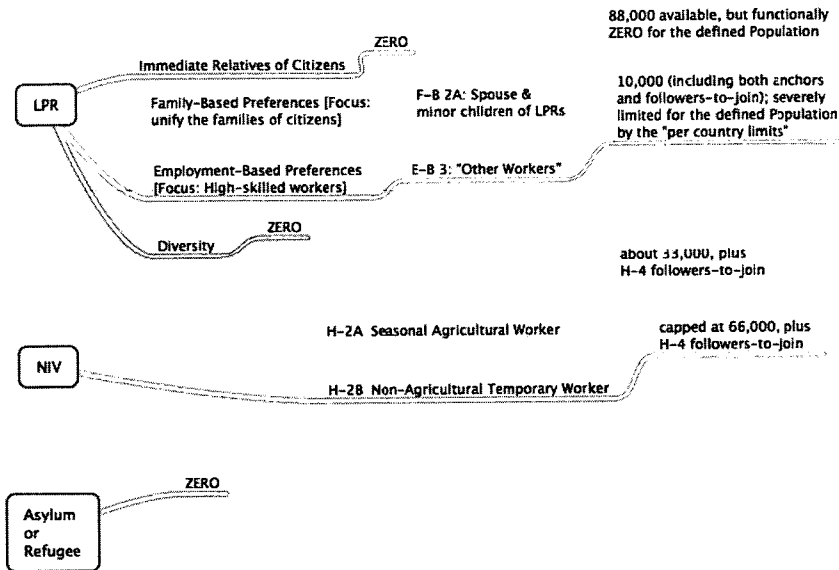 88,000 available, but functionally
ZERO for the defined Population
ZERO
Immediate Relatives of Citizens
LPR
Family-Based Preferences [Focus:
unify the families of citizens]
F-B 2A: Spouse &
minor children of LPRs
10,000 (including both anchors
and followers-to-join); severely
limited for the defined Population
by the "per country limits"
Employment-Based Preferences
[Focus: High-skilled workers]
E-B 3: "Other Workers"
ZERO
Diversity
about 33,000, plus
H-4 followers-to-join
H-2A Seasonal Agricultural Worker
capped at 66,000, plus
H-4 followers-to-join
NIV
H-2B Non-Agricultural Temporary Worker
ZERO
Asylum
or
Refugee